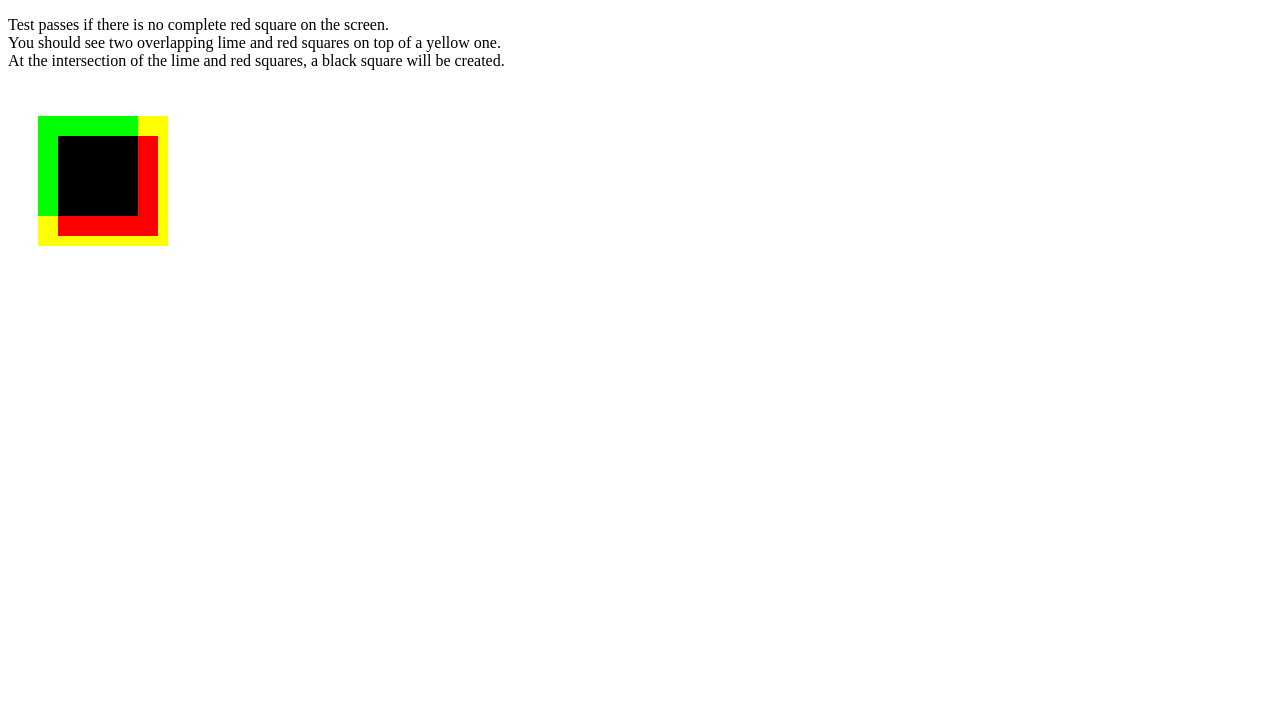 Test passes if there is no complete red square on the screen.
You should see two overlapping lime and red squares on top of a yellow one.
At the intersection of the lime and red squares, a black square will be created.